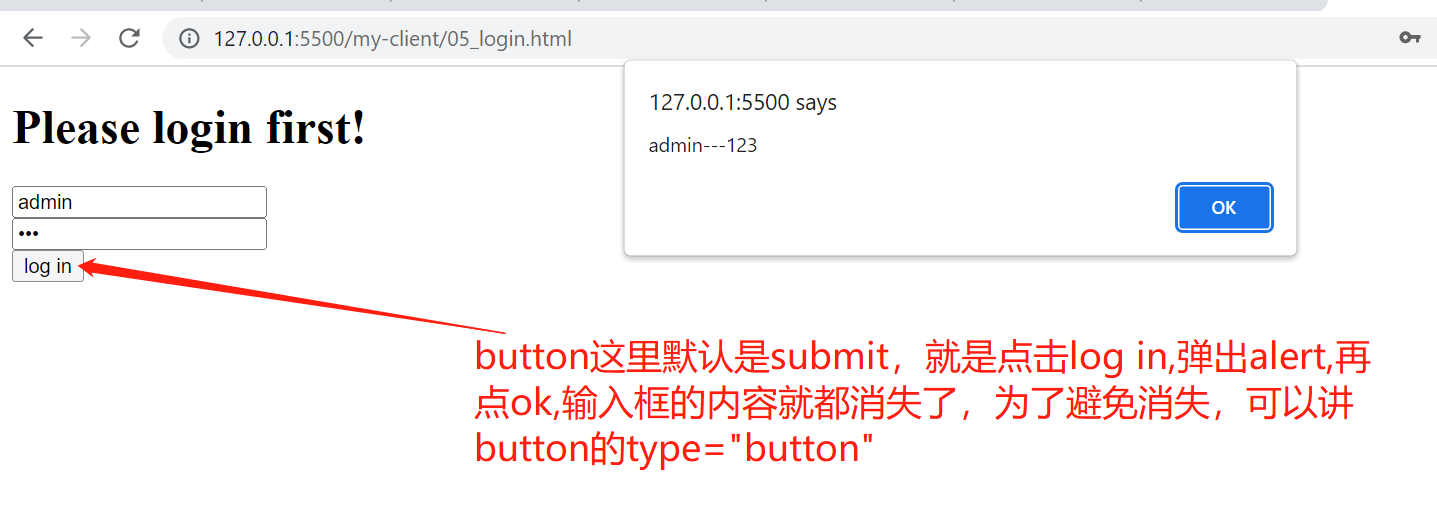 127.0.0.1:5500/my-client/05_login.html
127.0.0.1:5500 says
admin---123
OK
Please login first!
admin
•••
log in
button这里默认是submit，就是点击log in,弹出alert,再
点ok,输入框的内容就都消失了，为了避免消失，可以讲
button的type="button"